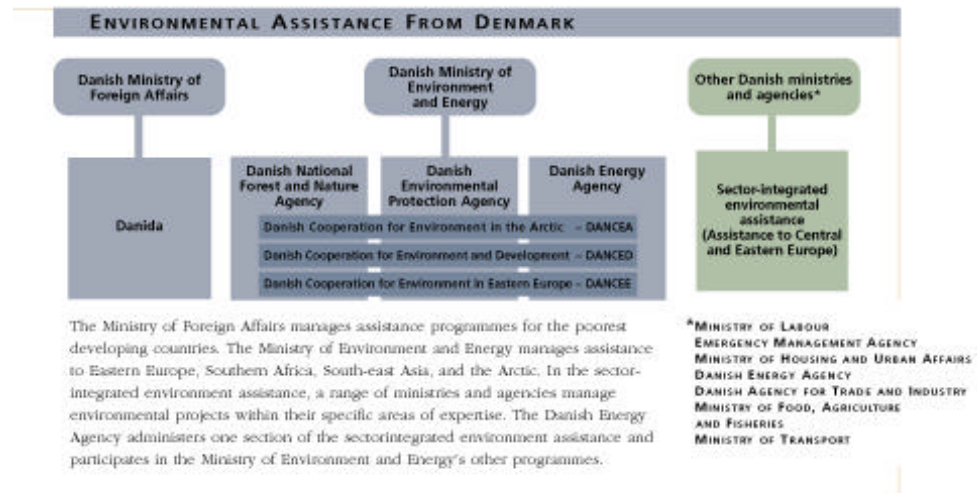 ENVIRONMENTAL ASSISTANCE FROM DENMARK
Danish Ministry of
Foreign Affairs
Danish Ministry of
Environment
and Energy
Other Danish ministries
and agencies*
Danida
Danish National
Forest and Nature
Agency
Danish
Environmental
Protection Agency
Danish Energy
Agency
Danish Cooperation for Environment in the Arctic – DANCEA
Danish Cooperation for Environment and Development – DANCED
Danish Cooperation for Environment in Eastern Europe – DANCEE
Sector-integrated
environmental
assistance
(Assistance to Central
and Eastern Europe)
The Ministry of Foreign Affairs manages assistance programmes for the poorest
developing countries. The Ministry of Environment and Energy manages assistance
to Eastern Europe, Southern Africa, South-east Asia, and the Arctic. In the sector-
integrated environment assistance, a range of ministries and agencies manage
environmental projects within their specific areas of expertise. The Danish Energy
Agency administers one section of the sectorintegrated environment assistance and
participates in the Ministry of Environment and Energy's other programmes.
*MINISTRY OF LABOUR
EMERGENCY MANAGEMENT AGENCY
MINISTRY OF HOUSING AND URBAN AFFAIRS
DANISH ENERGY AGENCY
DANISH AGENCY FOR TRADE AND INDUSTRY
MINISTRY OF FOOD, AGRICULTURE
AND FISHERIES
MINISTRY OF TRANSPORT